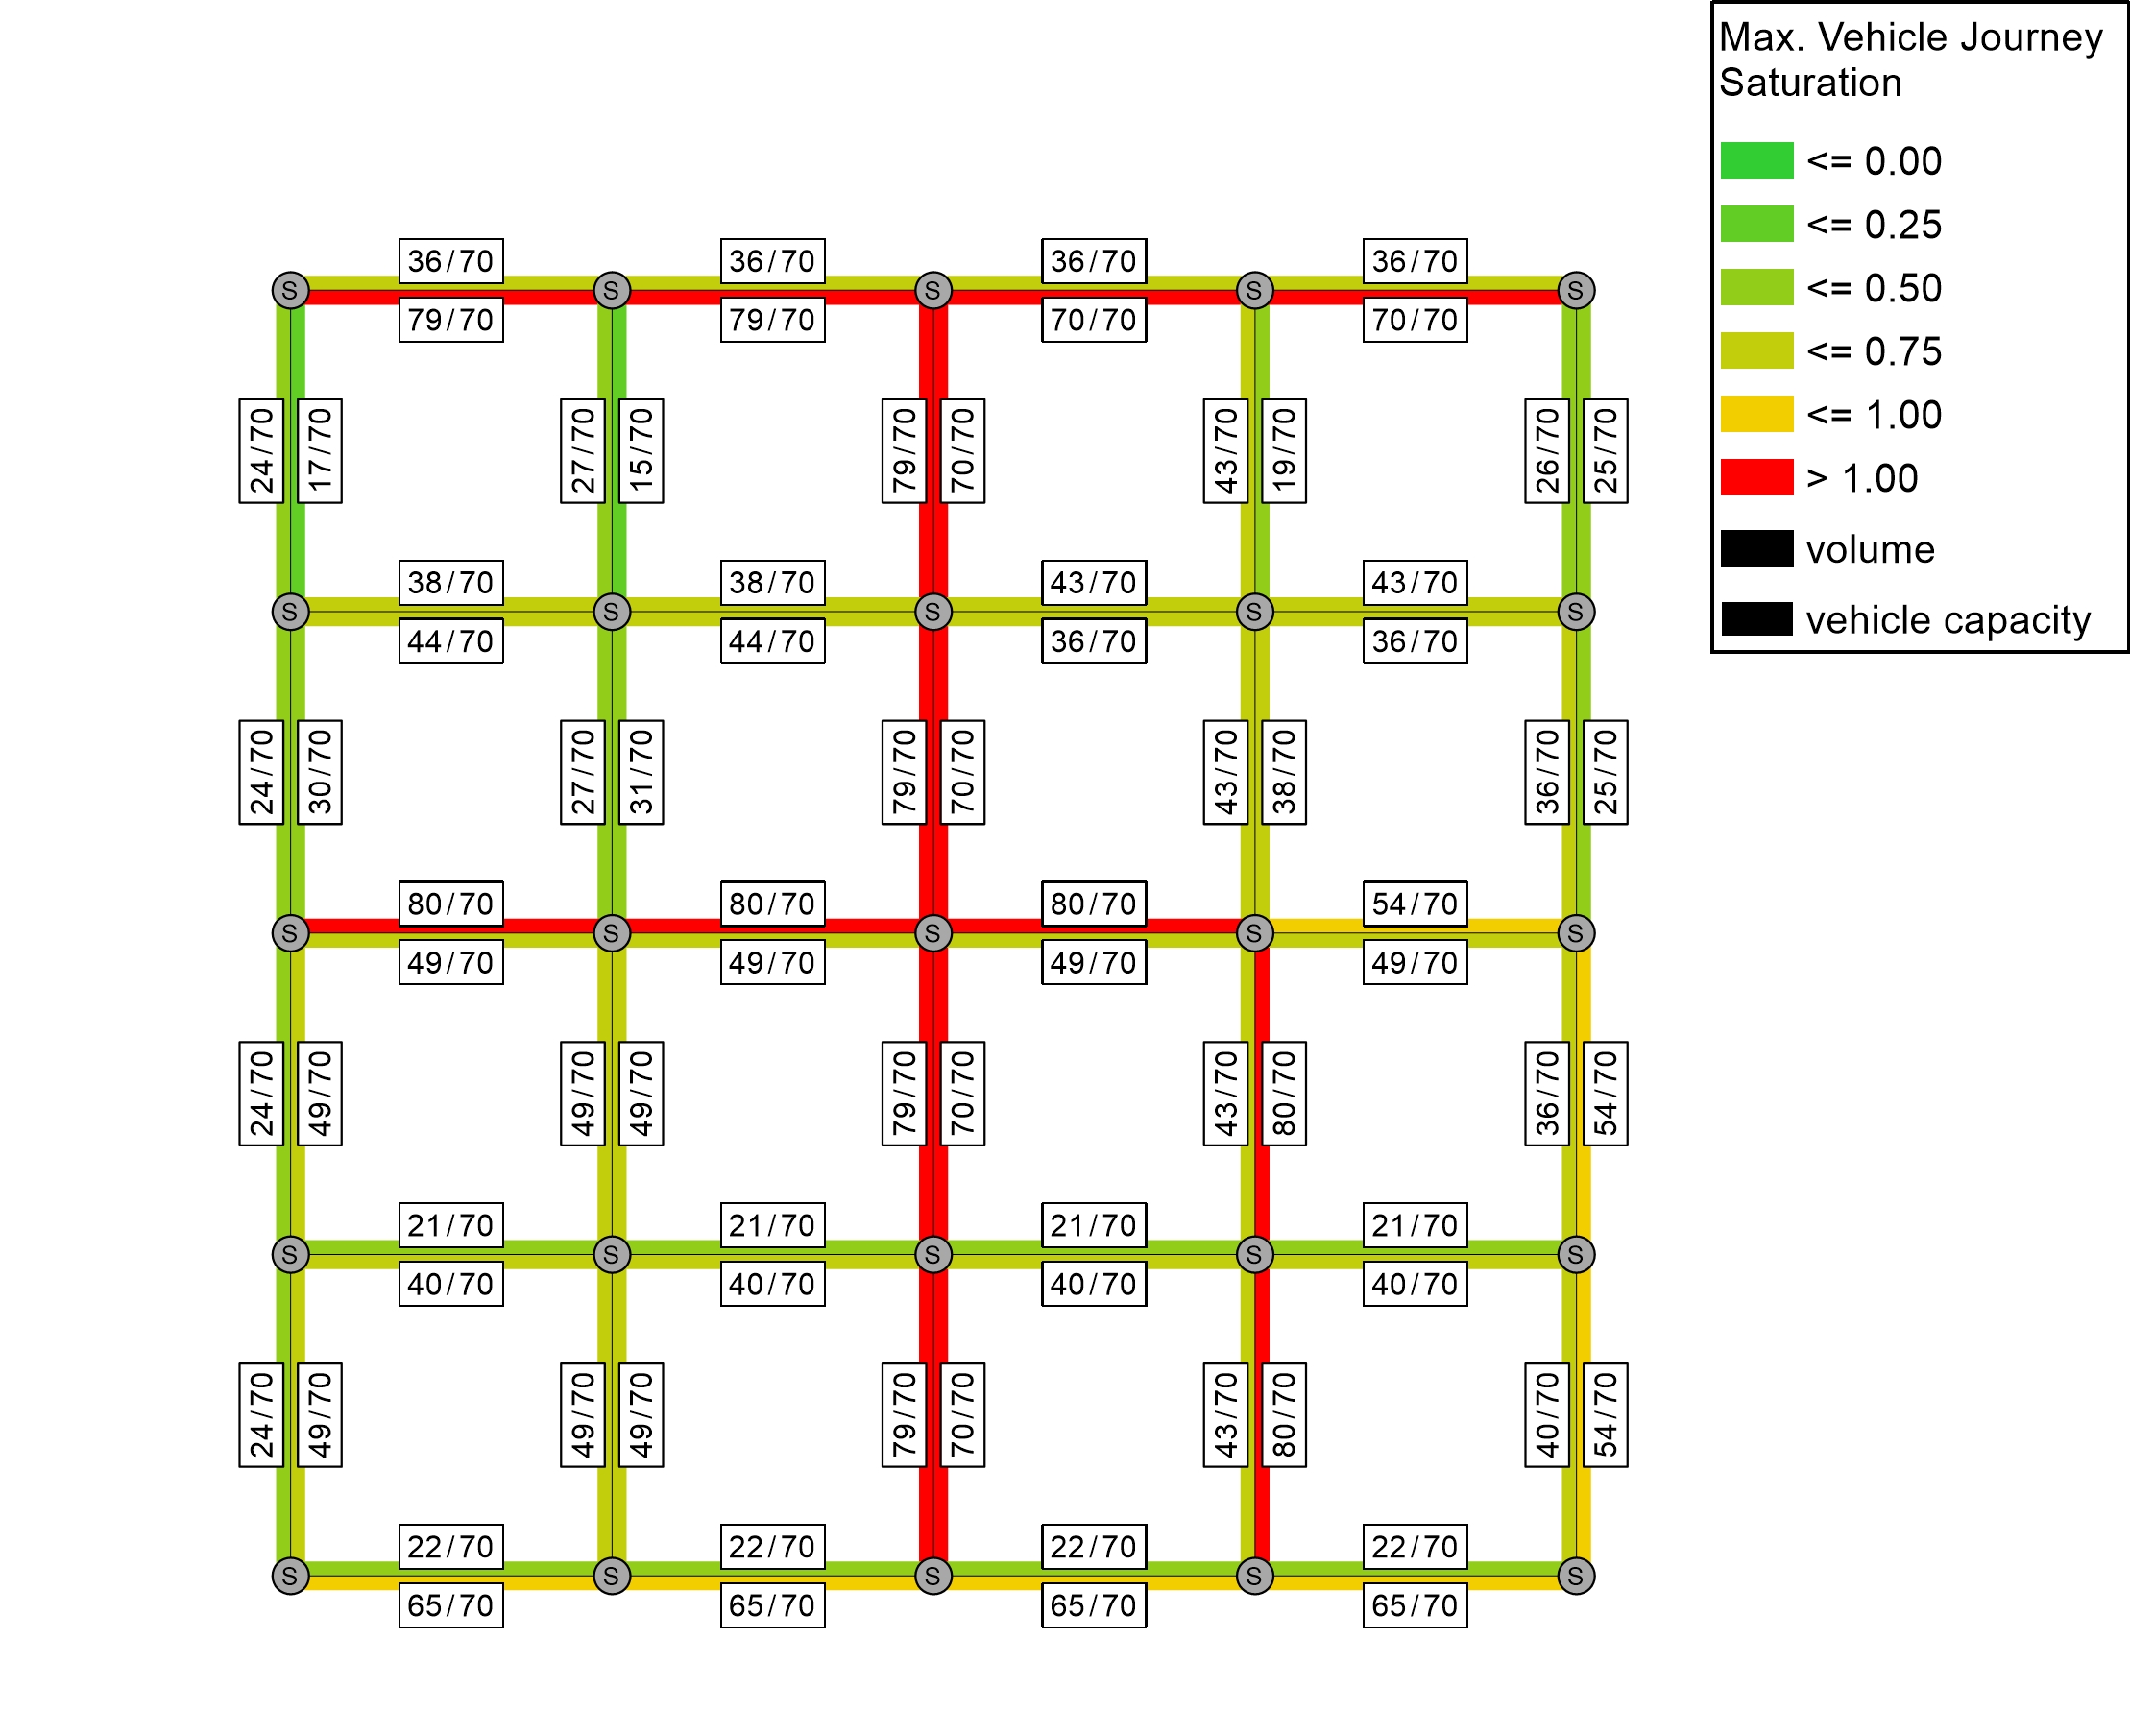 Max. Vehicle Journey
Saturation
<= 0.00
<= 0.25
<= 0.50
<= 0.75
<= 1.00
> 1.00
volume
vehicle capacity
36/70 36/70 36/70 36/70
S S S S S
79/70 79/70 70/70 70/70
24/70 17/70 27/70 15/70 79/70 70/70 43/70 19/70 26/70 25/70
38/70 38/70 43/70 43/70
S S S S S
44/70 44/70 36/70 36/70
24/70 30/70 27/70 31/70 79/70 70/70 43/70 38/70 36/70 25/70
80/70 80/70 80/70 54/70
S S S S S
49/70 49/70 49/70 49/70
24/70 49/70 49/70 49/70 79/70 70/70 43/70 80/70 36/70 54/70
21/70 21/70 21/70 21/70
S S S S S
40/70 40/70 40/70 40/70
24/70 49/70 49/70 49/70 79/70 70/70 43/70 80/70 40/70 54/70
22/70 22/70 22/70 22/70
S S S S S
65/70 65/70 65/70 65/70